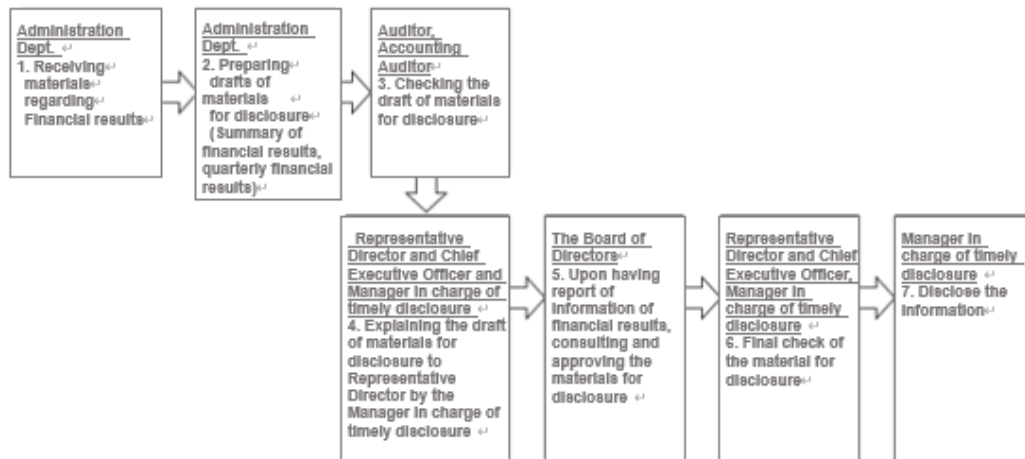 Administration
Dept.
1. Receiving
materials
regarding
Financial results
Administration
Dept.
2. Preparing
drafts of
materials
for disclosure
(Summary of
financial results,
quarterly financial
results)
Auditor,
Accounting
Auditor
3. Checking the
draft of materials
for disclosure
Representative
Director and Chief
Executive Officer and
Manager in charge of
timely disclosure
4. Explaining the draft
of materials for
disclosure to
Representative
Director by the
Manager in charge of
timely disclosure
The Board of
Directors
5. Upon having
report of
information of
financial results,
consulting and
approving the
materials for
disclosure
Representative
Director and Chief
Executive Officer,
Manager in
charge of timely
disclosure
6. Final check of
the material for
disclosure
Manager in
charge of timely
disclosure
7. Disclose the
information